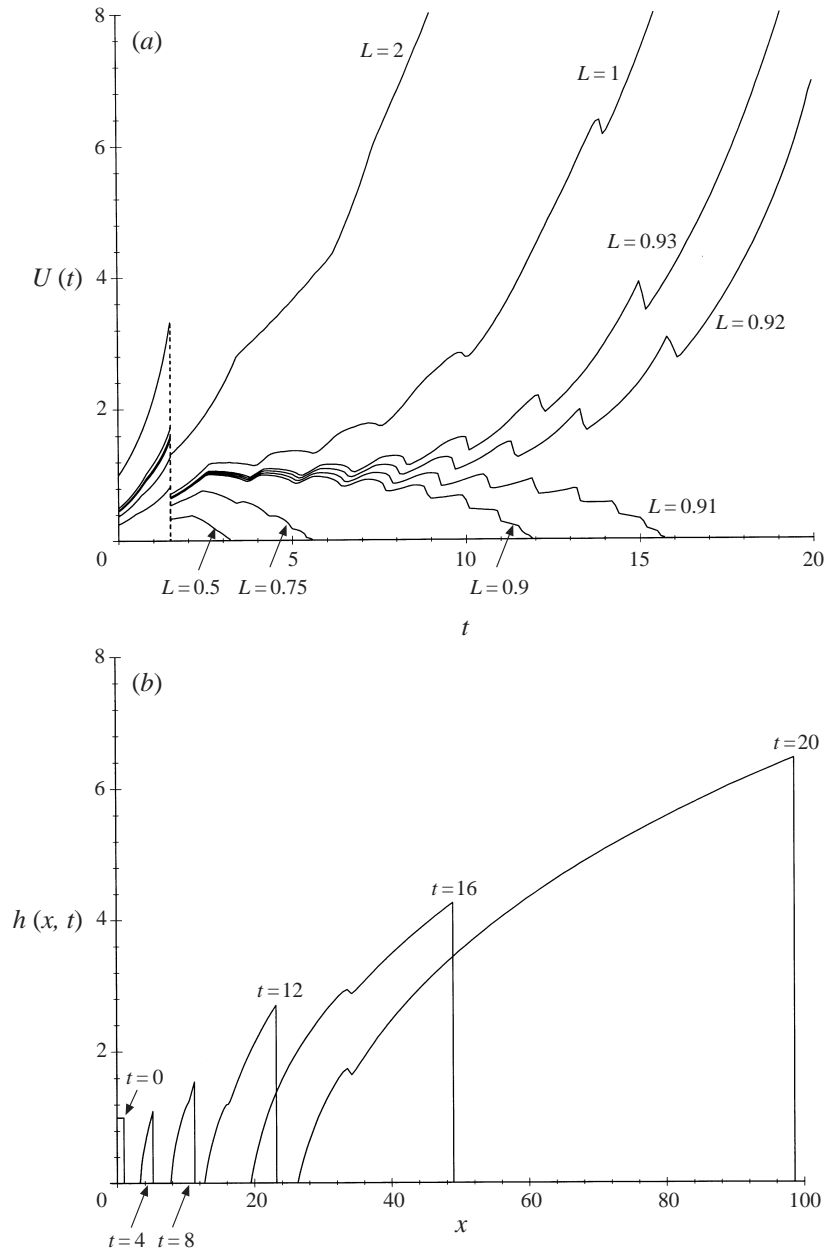 8
(a)
L = 2
L = 1
6
L = 0.93
U (t)
4
L = 0.92
2
L = 0.91
0
5
10
15
20
L = 0.5
L = 0.75
L = 0.9
t
8
(b)
t = 20
6
t = 16
h (x, t)
4
t = 12
2
t = 0
0
20
40
60
80
100
x
t = 4
t = 8